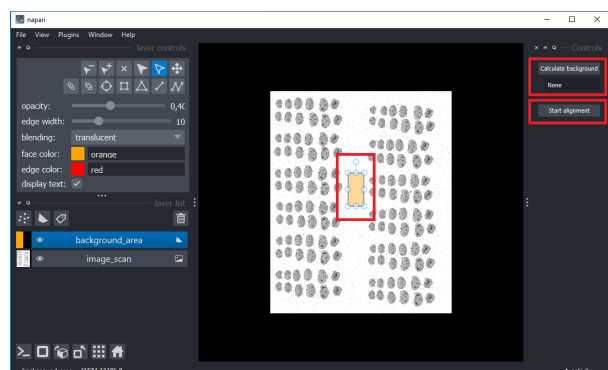 napari
File View Plugins Window Help
layer controls
opacity: 0,4(
edge width: 10
blending: translucent
face color: orange
edge color: red
display text:
layer list
background_area
image_scan
Controls
Calculate background
None
Start alignment